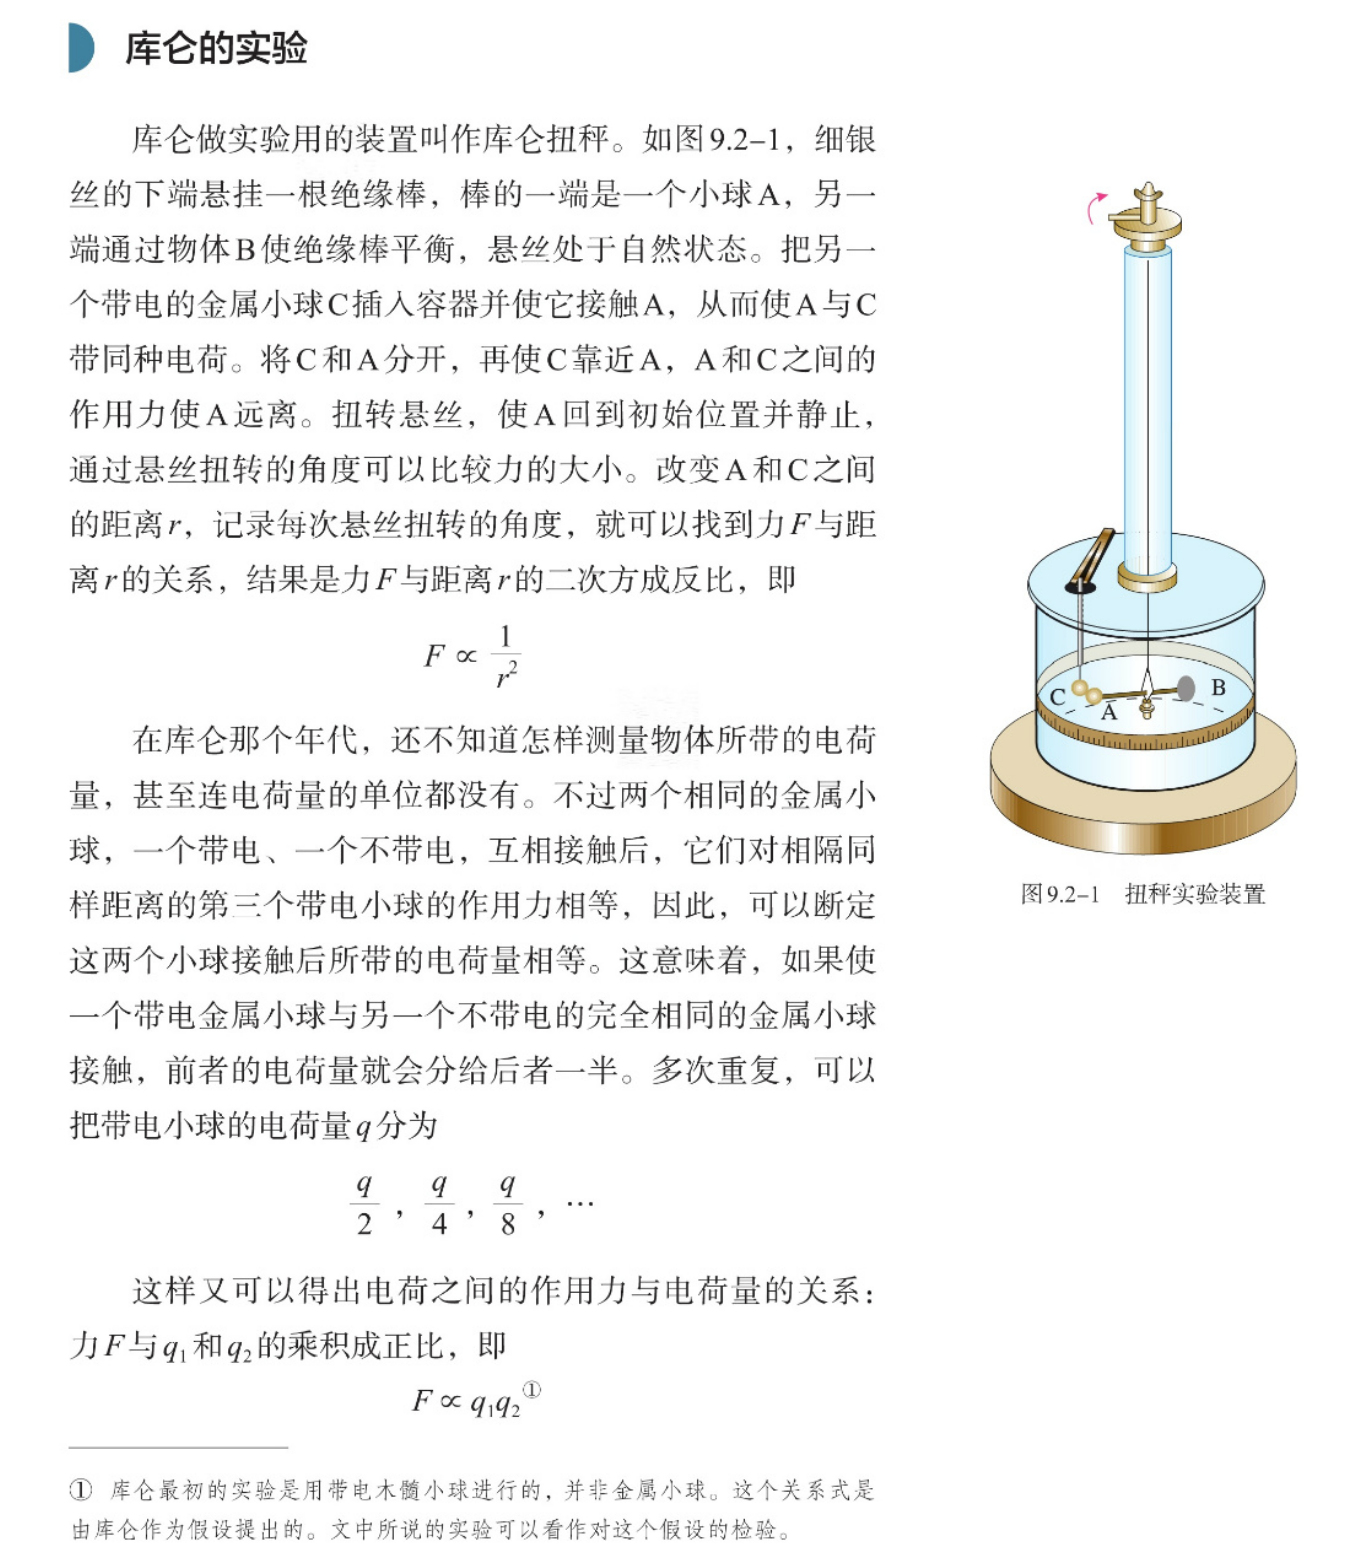 库仑的实验
库仑做实验用的装置叫作库仑扭秤。如图9.2-1，细银
丝的下端悬挂一根绝缘棒，棒的一端是一个小球A，另一
端通过物体B使绝缘棒平衡，悬丝处于自然状态。把另一
个带电的金属小球C插入容器并使它接触A，从而使A与C
带同种电荷。将C和A分开，再使C靠近A，A和C之间的
作用力使A远离。扭转悬丝，使A回到初始位置并静止，
通过悬丝扭转的角度可以比较力的大小。改变A和C之间
的距离r，记录每次悬丝扭转的角度，就可以找到力F与距
离r的关系，结果是力F与距离r的二次方成反比，即
F ∝ 1/r²
在库仑那个年代，还不知道怎样测量物体所带的电荷
量，甚至连电荷量的单位都没有。不过两个相同的金属小
球，一个带电、一个不带电，互相接触后，它们对相隔同
样距离的第三个带电小球的作用力相等，因此，可以断定
这两个小球接触后所带的电荷量相等。这意味着，如果使
一个带电金属小球与另一个不带电的完全相同的金属小球
接触，前者的电荷量就会分给后者一半。多次重复，可以
把带电小球的电荷量q分为
q/2，q/4，q/8，…
这样又可以得出电荷之间的作用力与电荷量的关系：
力F与q₁和q₂的乘积成正比，即
F ∝ q₁q₂①
① 库仑最初的实验是用带电木髓小球进行的，并非金属小球。这个关系式是
由库仑作为假设提出的。文中所说的实验可以看作对这个假设的检验。
C
A
B
图9.2-1 扭秤实验装置